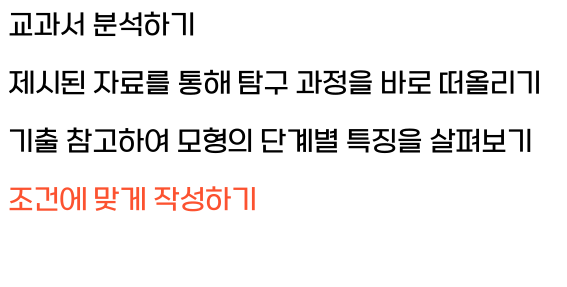 교과서 분석하기
제시된 자료를 통해 탐구 과정을 바로 떠올리기
기출 참고하여 모형의 단계별 특징을 살펴보기
조건에 맞게 작성하기